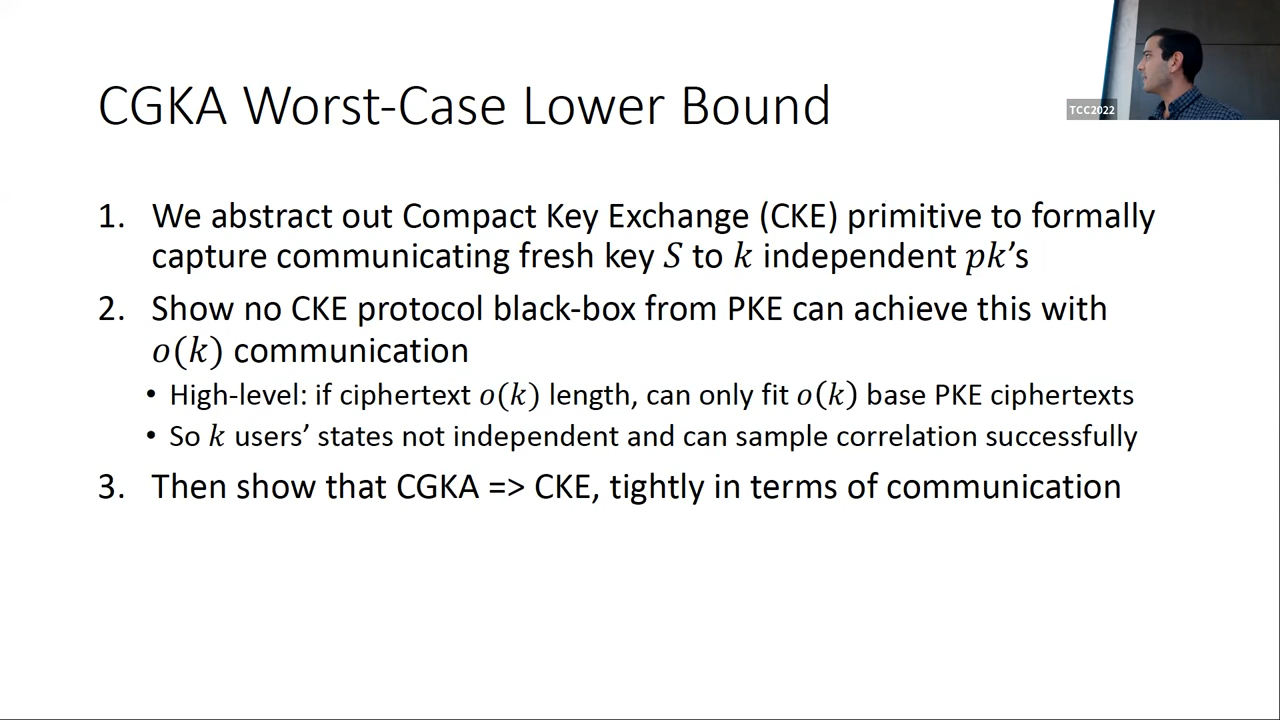 CGKA Worst-Case Lower Bound
TCC2022
1. We abstract out Compact Key Exchange (CKE) primitive to formally
capture communicating fresh key S to k independent pk's
2. Show no CKE protocol black-box from PKE can achieve this with
o(k) communication
• High-level: if ciphertext o(k) length, can only fit o(k) base PKE ciphertexts
• So k users' states not independent and can sample correlation successfully
3. Then show that CGKA => CKE, tightly in terms of communication